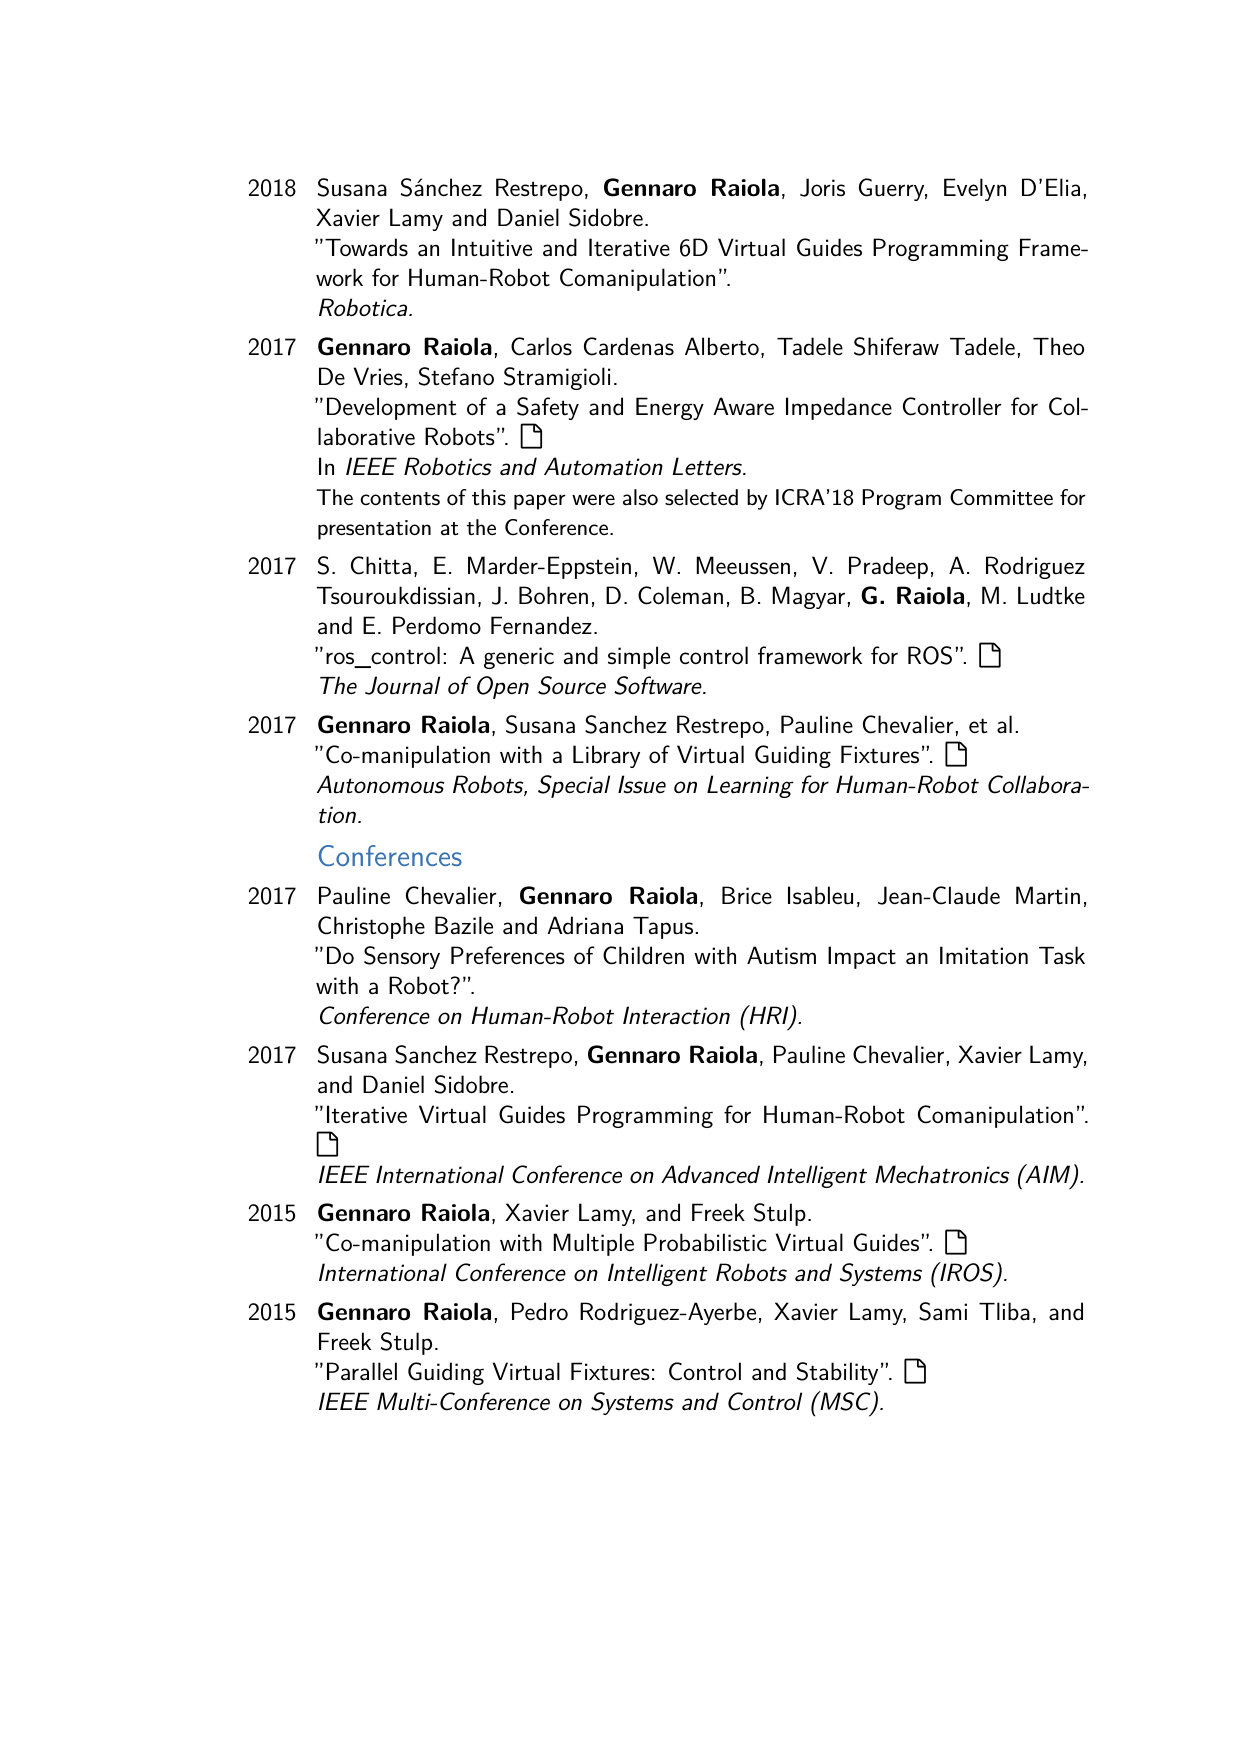 2018 Susana Sánchez Restrepo, Gennaro Raiola, Joris Guerry, Evelyn D'Elia,
Xavier Lamy and Daniel Sidobre.
”Towards an Intuitive and Iterative 6D Virtual Guides Programming Frame-
work for Human-Robot Comanipulation”.
Robotica.
2017 Gennaro Raiola, Carlos Cardenas Alberto, Tadele Shiferaw Tadele, Theo
De Vries, Stefano Stramigioli.
”Development of a Safety and Energy Aware Impedance Controller for Col-
laborative Robots”.
In IEEE Robotics and Automation Letters.
The contents of this paper were also selected by ICRA'18 Program Committee for
presentation at the Conference.
2017 S. Chitta, E. Marder-Eppstein, W. Meeussen, V. Pradeep, A. Rodriguez
Tsouroukdissian, J. Bohren, D. Coleman, B. Magyar, G. Raiola, M. Ludtke
and E. Perdomo Fernandez.
”ros_control: A generic and simple control framework for ROS”.
The Journal of Open Source Software.
2017 Gennaro Raiola, Susana Sanchez Restrepo, Pauline Chevalier, et al.
”Co-manipulation with a Library of Virtual Guiding Fixtures”.
Autonomous Robots, Special Issue on Learning for Human-Robot Collabora-
tion.
Conferences
2017 Pauline Chevalier, Gennaro Raiola, Brice Isableu, Jean-Claude Martin,
Christophe Bazile and Adriana Tapus.
”Do Sensory Preferences of Children with Autism Impact an Imitation Task
with a Robot?”.
Conference on Human-Robot Interaction (HRI).
2017 Susana Sanchez Restrepo, Gennaro Raiola, Pauline Chevalier, Xavier Lamy,
and Daniel Sidobre.
”Iterative Virtual Guides Programming for Human-Robot Comanipulation”.
IEEE International Conference on Advanced Intelligent Mechatronics (AIM).
2015 Gennaro Raiola, Xavier Lamy, and Freek Stulp.
”Co-manipulation with Multiple Probabilistic Virtual Guides”.
International Conference on Intelligent Robots and Systems (IROS).
2015 Gennaro Raiola, Pedro Rodriguez-Ayerbe, Xavier Lamy, Sami Tliba, and
Freek Stulp.
”Parallel Guiding Virtual Fixtures: Control and Stability”.
IEEE Multi-Conference on Systems and Control (MSC).